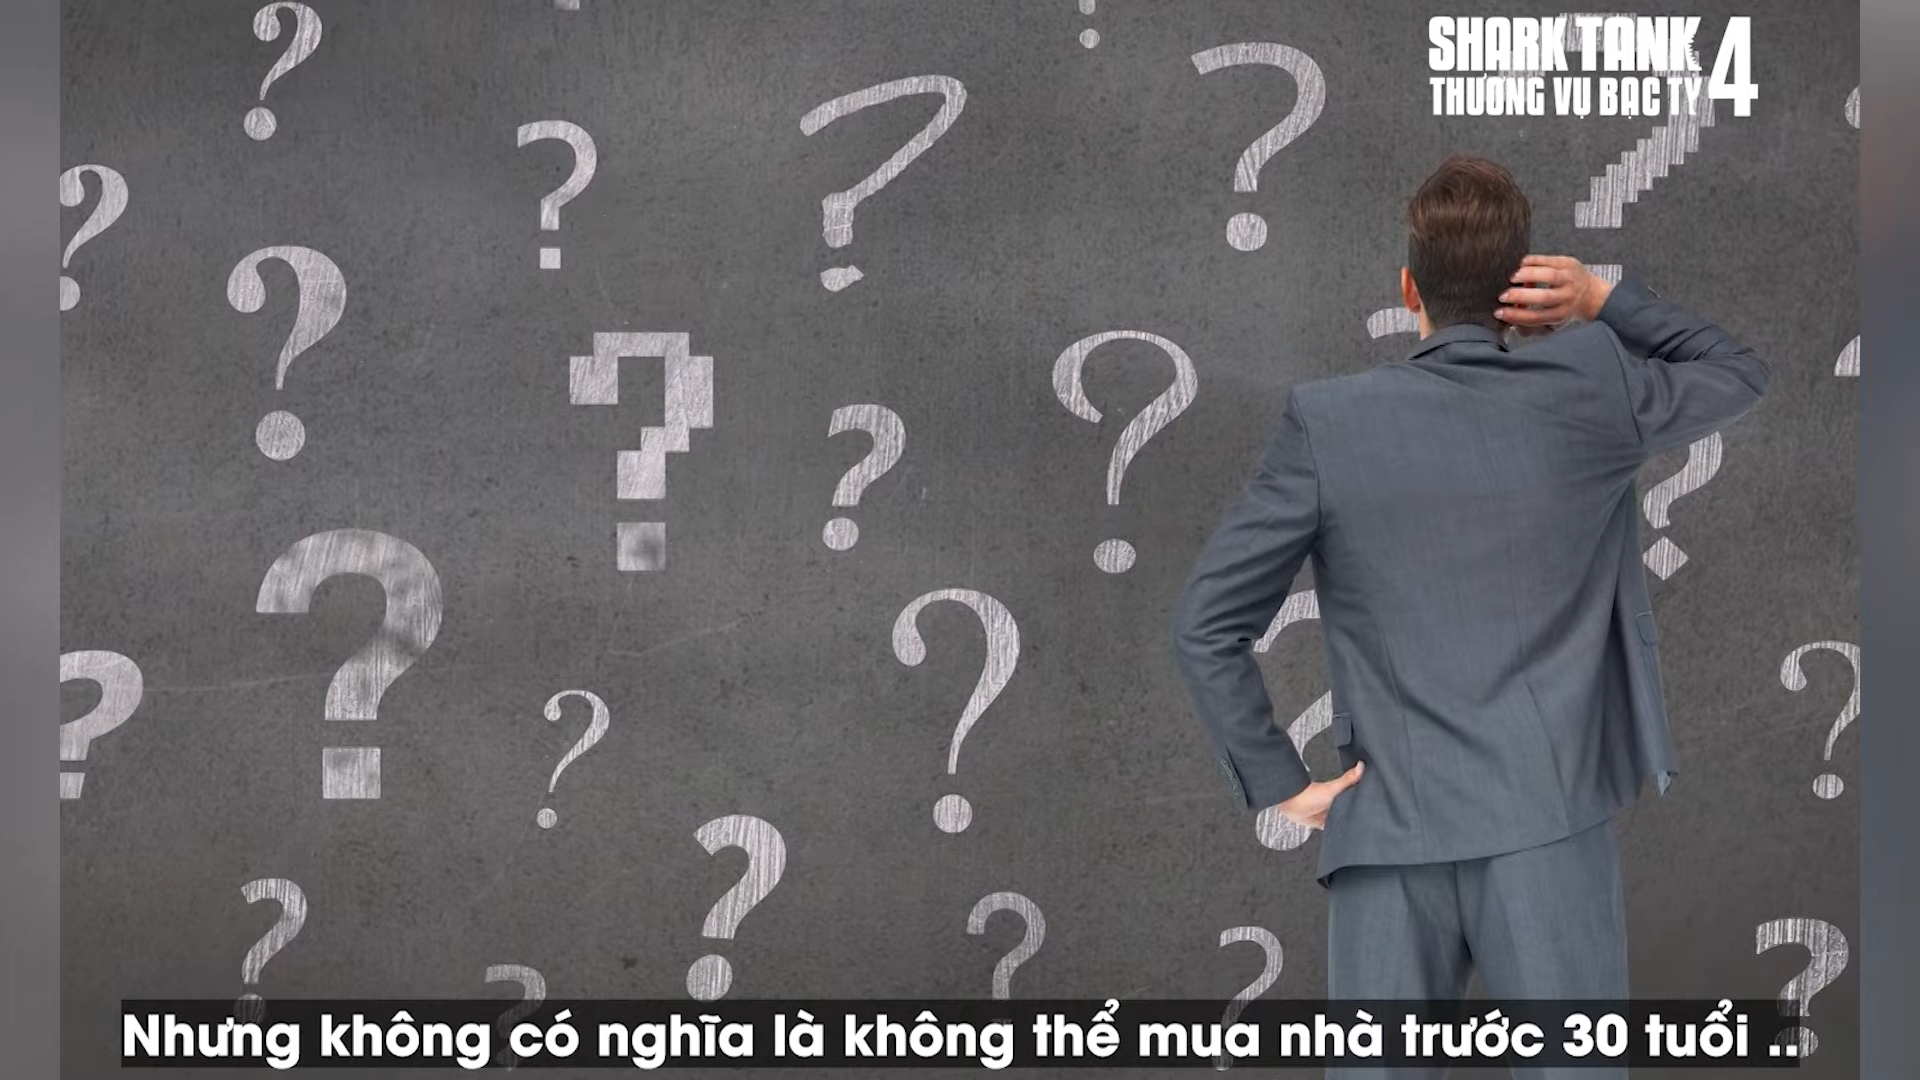 SHARK TANK
THƯƠNG VỤ BẠC TỶ 4
Nhưng không có nghĩa là không thể mua nhà trước 30 tuổi ..